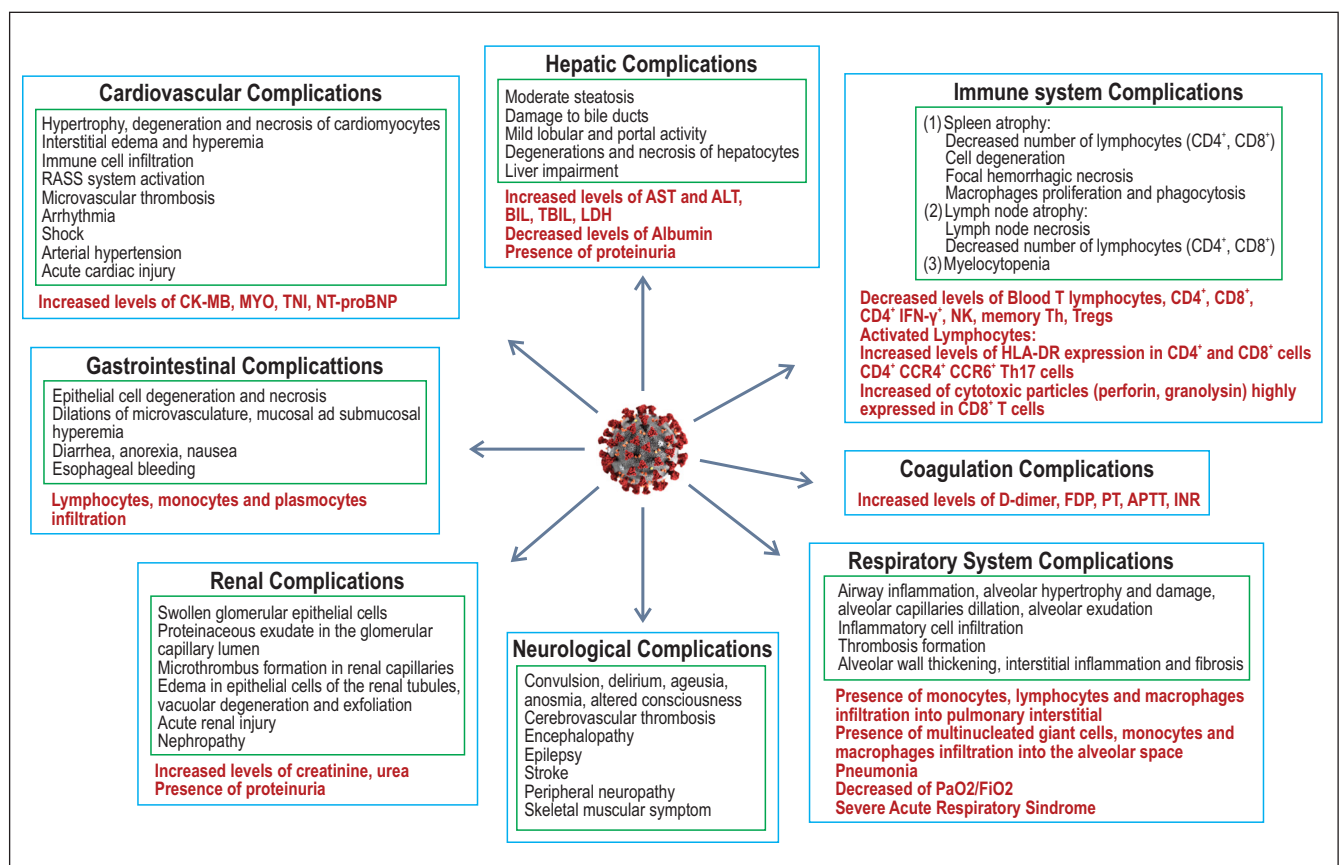 Cardiovascular Complications
Hypertrophy, degeneration and necrosis of cardiomyocytes
Interstitial edema and hyperemia
Immune cell infiltration
RASS system activation
Microvascular thrombosis
Arrhythmia
Shock
Arterial hypertension
Acute cardiac injury
Increased levels of CK-MB, MYO, TNI, NT-proBNP
Hepatic Complications
Moderate steatosis
Damage to bile ducts
Mild lobular and portal activity
Degenerations and necrosis of hepatocytes
Liver impairment
Increased levels of AST and ALT,
BIL, TBIL, LDH
Decreased levels of Albumin
Presence of proteinuria
Immune system Complications
(1) Spleen atrophy:
Decreased number of lymphocytes (CD4⁺, CD8⁺)
Cell degeneration
Focal hemorrhagic necrosis
Macrophages proliferation and phagocytosis
(2) Lymph node atrophy:
Lymph node necrosis
Decreased number of lymphocytes (CD4⁺, CD8⁺)
(3) Myelocytopenia
Decreased levels of Blood T lymphocytes, CD4⁺, CD8⁺,
CD4⁺ IFN-γ⁺, NK, memory Th, Tregs
Activated Lymphocytes:
Increased levels of HLA-DR expression in CD4⁺ and CD8⁺ cells
CD4⁺ CCR4⁺ CCR6⁺ Th17 cells
Increased of cytotoxic particles (perforin, granolysin) highly
expressed in CD8⁺ T cells
Gastrointestinal Complicattions
Epithelial cell degeneration and necrosis
Dilations of microvasculature, mucosal ad submucosal
hyperemia
Diarrhea, anorexia, nausea
Esophageal bleeding
Lymphocytes, monocytes and plasmocytes
infiltration
Coagulation Complications
Increased levels of D-dimer, FDP, PT, APTT, INR
Renal Complications
Swollen glomerular epithelial cells
Proteinaceous exudate in the glomerular
capillary lumen
Microthrombus formation in renal capillaries
Edema in epithelial cells of the renal tubules,
vacuolar degeneration and exfoliation
Acute renal injury
Nephropathy
Increased levels of creatinine, urea
Presence of proteinuria
Neurological Complications
Convulsion, delirium, ageusia,
anosmia, altered consciousness
Cerebrovascular thrombosis
Encephalopathy
Epilepsy
Stroke
Peripheral neuropathy
Skeletal muscular symptom
Respiratory System Complications
Airway inflammation, alveolar hypertrophy and damage,
alveolar capillaries dillation, alveolar exudation
Inflammatory cell infiltration
Thrombosis formation
Alveolar wall thickening, interstitial inflammation and fibrosis
Presence of monocytes, lymphocytes and macrophages
infiltration into pulmonary interstitial
Presence of multinucleated giant cells, monocytes and
macrophages infiltration into the alveolar space
Pneumonia
Decreased of PaO2/FiO2
Severe Acute Respiratory Sindrome